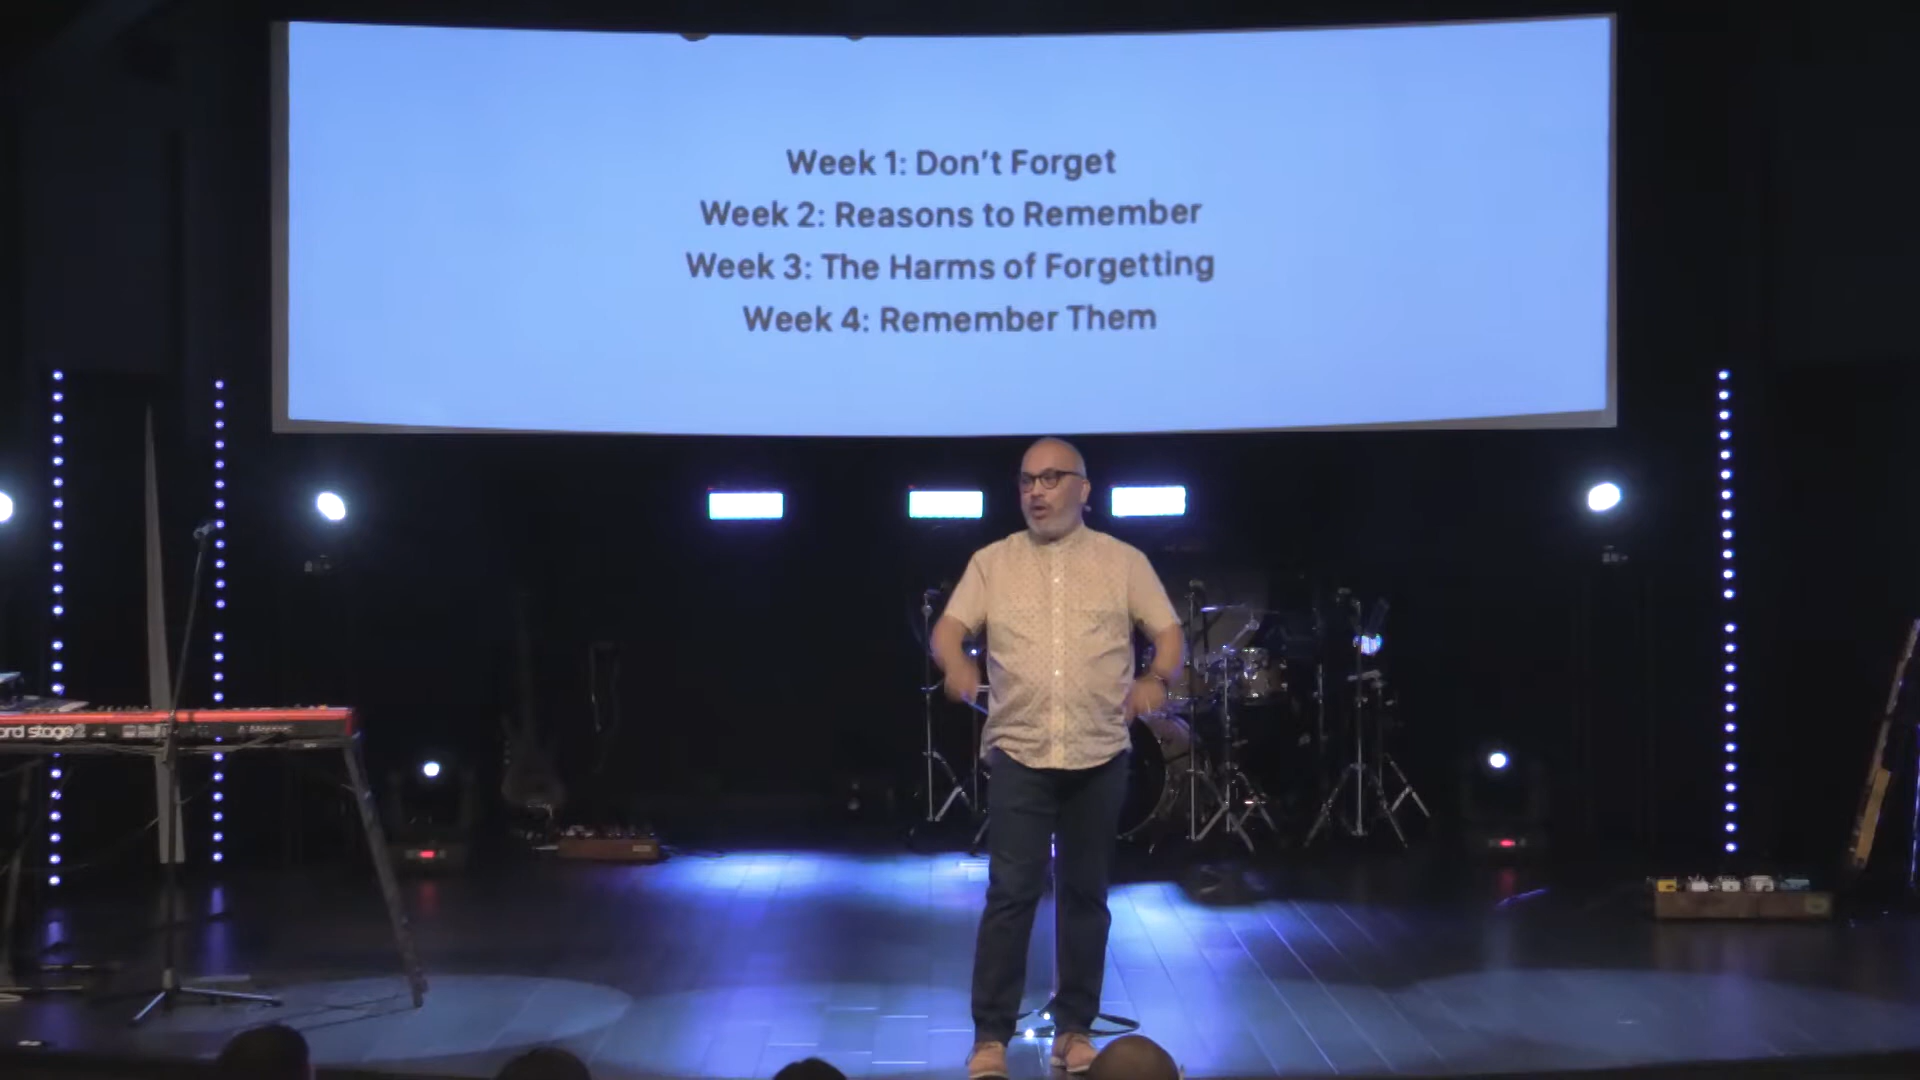 Week 1: Don't Forget
Week 2: Reasons to Remember
Week 3: The Harms of Forgetting
Week 4: Remember Them
ord stage2